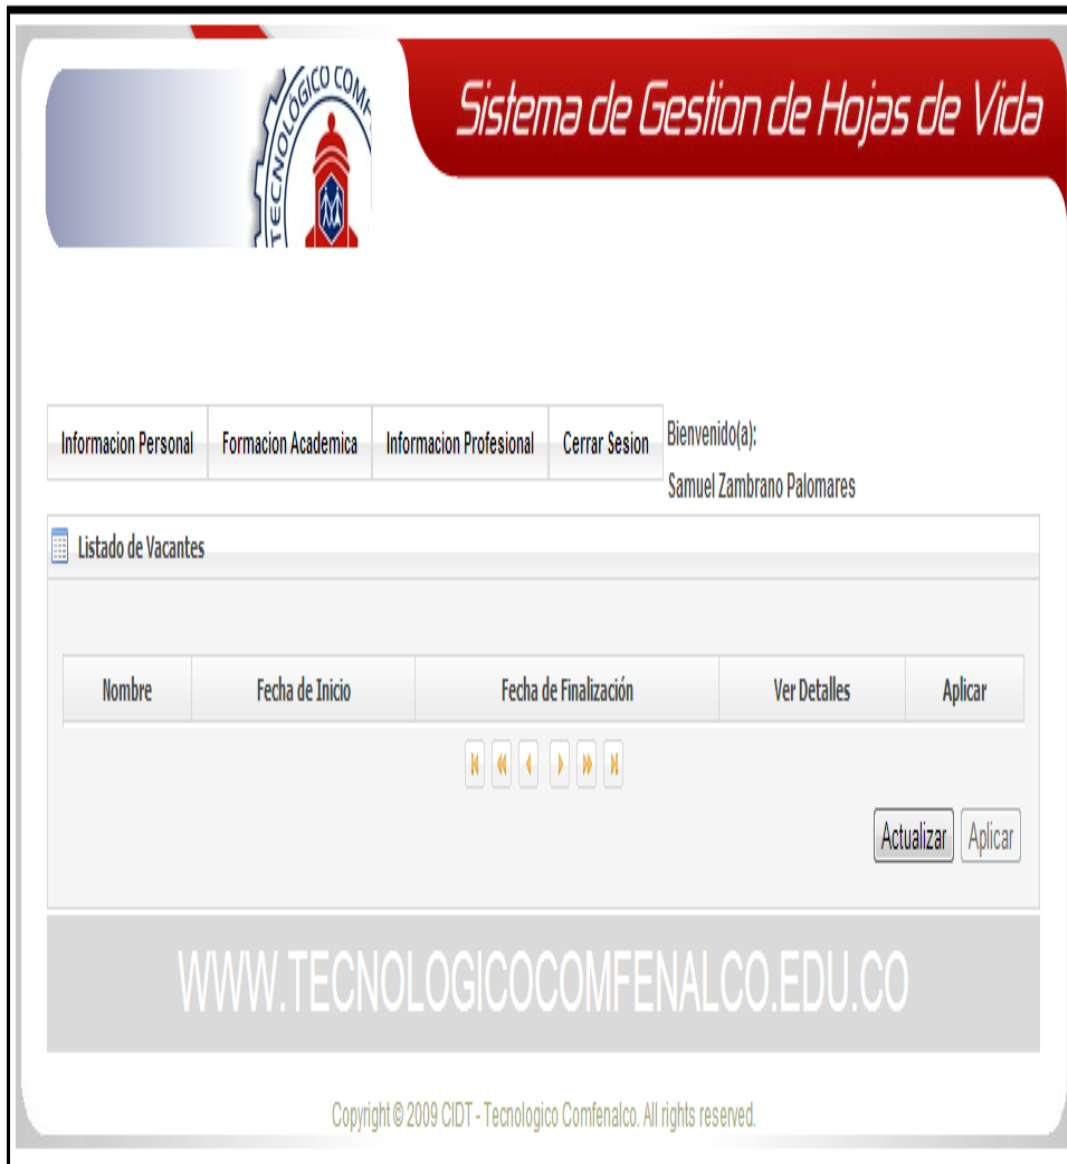 TECNOLÓGICO COMF
Sistema de Gestion de Hojas de Vida
Informacion Personal Formacion Academica Informacion Profesional Cerrar Sesion Bienvenido(a):
Samuel Zambrano Palomares
Listado de Vacantes
Nombre Fecha de Inicio Fecha de Finalización Ver Detalles Aplicar
Actualizar Aplicar
WWW.TECNOLOGICOCOMFENALCO.EDU.CO
Copyright © 2009 CIDT - Tecnologico Comfenalco. All rights reserved.